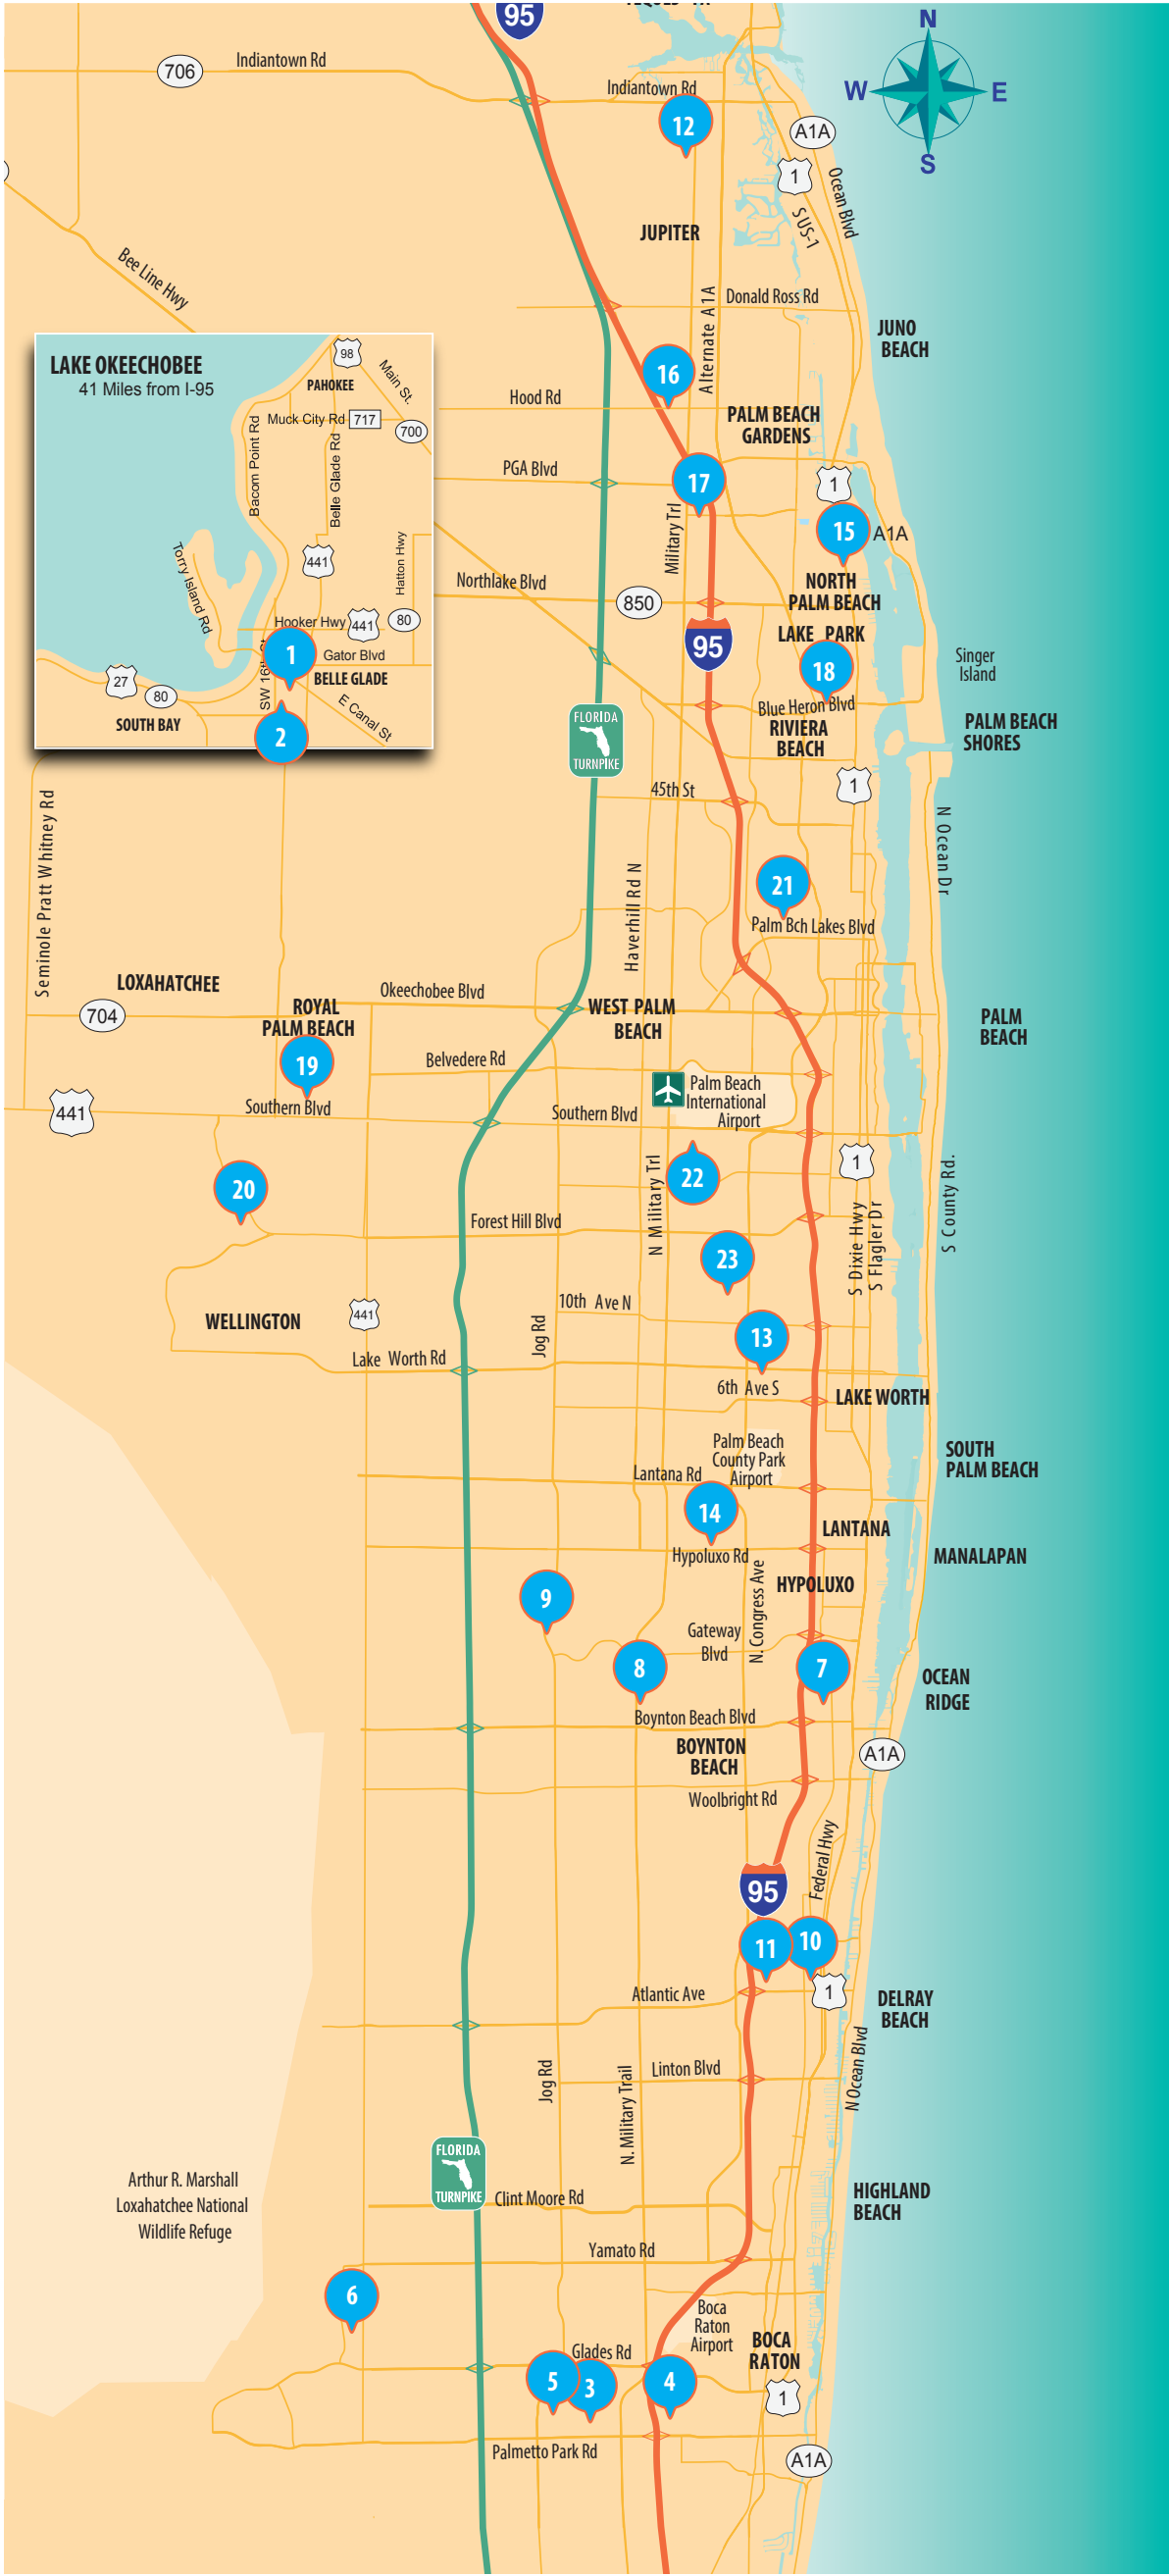 95
N
W
E
S
706
Indiantown Rd
Indiantown Rd
12
A1A
1
Ocean Blvd
S US-1
JUPITER
Bee Line Hwy
Alternate A1A
Donald Ross Rd
JUNO
BEACH
LAKE OKEECHOBEE
41 Miles from I-95
98
PAHOKEE
Main St.
Muck City Rd
717
700
Bacom Point Rd
Belle Glade Rd
441
Hatton Hwy
Torry Island Rd
Hooker Hwy
441
80
1
Gator Blvd
BELLE GLADE
27
80
SOUTH BAY
E Canal St
2
16
Hood Rd
PALM BEACH
GARDENS
PGA Blvd
17
1
Military Trl
15
A1A
NORTH
PALM BEACH
Northlake Blvd
850
LAKE PARK
95
18
Singer
Island
Blue Heron Blvd
RIVIERA
BEACH
PALM BEACH
SHORES
FLORIDA
TURNPIKE
1
45th St
Seminole Pratt Whitney Rd
N Ocean Dr
Haverhill Rd N
21
Palm Bch Lakes Blvd
LOXAHATCHEE
704
ROYAL
PALM BEACH
Okeechobee Blvd
WEST PALM
BEACH
PALM
BEACH
19
Belvedere Rd
Palm Beach
International
Airport
441
Southern Blvd
Southern Blvd
1
20
22
N Military Trl
S County Rd.
Forest Hill Blvd
S Dixie Hwy
S Flagler Dr
23
10th Ave N
WELLINGTON
441
Jog Rd
13
Lake Worth Rd
6th Ave S
LAKE WORTH
Palm Beach
County Park
Airport
SOUTH
PALM BEACH
Lantana Rd
14
LANTANA
Hypoluxo Rd
MANALAPAN
HYPOLUXO
9
N. Congress Ave
Gateway
Blvd
8
7
OCEAN
RIDGE
Boynton Beach Blvd
BOYNTON
BEACH
A1A
Woolbright Rd
Federal Hwy
95
11
10
1
Atlantic Ave
DELRAY
BEACH
Jog Rd
N. Military Trail
Linton Blvd
N Ocean Blvd
FLORIDA
TURNPIKE
Arthur R. Marshall
Loxahatchee National
Wildlife Refuge
Clint Moore Rd
HIGHLAND
BEACH
Yamato Rd
6
Boca
Raton
Airport
Glades Rd
BOCA
RATON
5
3
4
1
Palmetto Park Rd
A1A